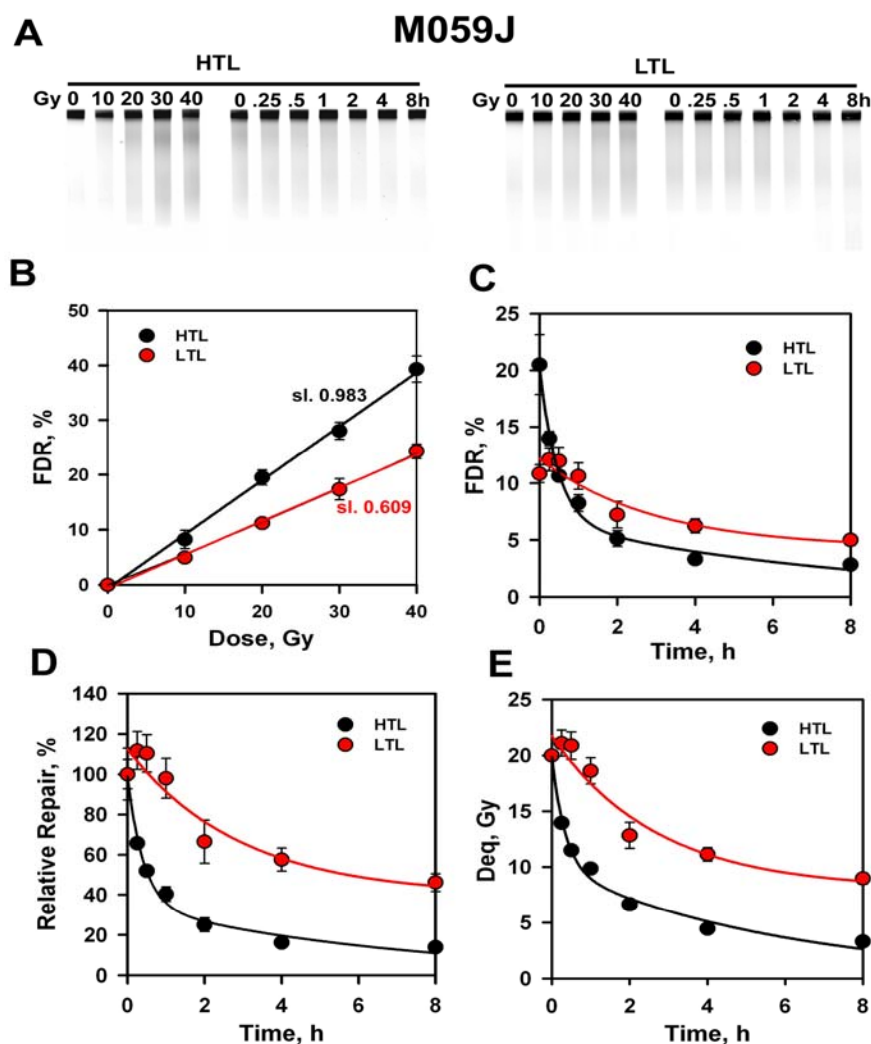 A
M059J
HTL
LTL
Gy 0 10 20 30 40 0 .25 .5 1 2 4 8h
Gy 0 10 20 30 40 0 .25 .5 1 2 4 8h
B
50
40
30
20
10
0
FDR, %
HTL
LTL
sl. 0.983
sl. 0.609
0 10 20 30 40
Dose, Gy
C
25
20
15
10
5
0
FDR, %
HTL
LTL
0 2 4 6 8
Time, h
D
140
120
100
80
60
40
20
0
Relative Repair, %
HTL
LTL
0 2 4 6 8
Time, h
E
25
20
15
10
5
0
Deq, Gy
HTL
LTL
0 2 4 6 8
Time, h